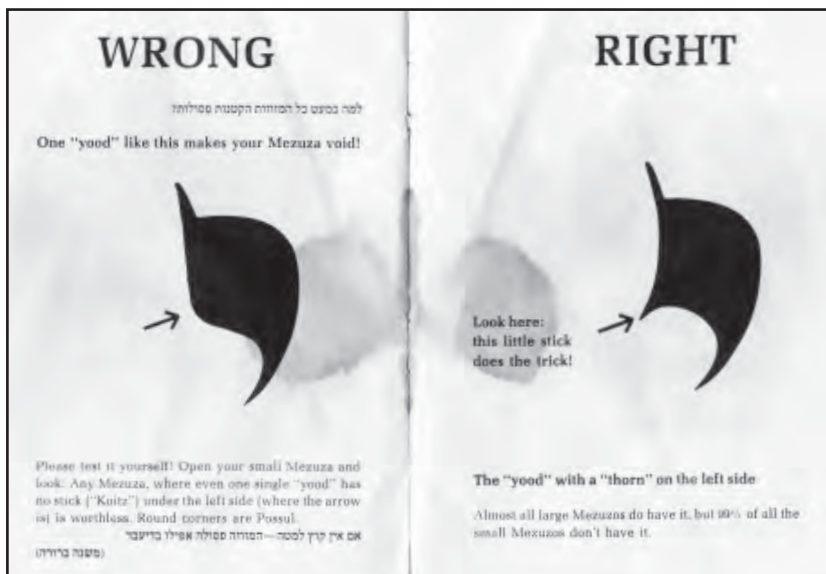 WRONG
למה כמעט כל המזוזות הקטנות פסולות?
One "yood" like this makes your Mezuza void!
Please test it yourself! Open your small Mezuza and
look. Any Mezuza, where even one single "yood" has
no stick ("Kuitz") under the left side (where the arrow
is) is worthless. Round corners are Possul.
אם אין קוץ למטה—המזוזה פסולה אפילו בדיעבד
(משנה ברורה)
RIGHT
Look here:
this little stick
does the trick!
The "yood" with a "thorn" on the left side
Almost all large Mezuzos do have it, but 99% of all the
small Mezuzos don't have it.